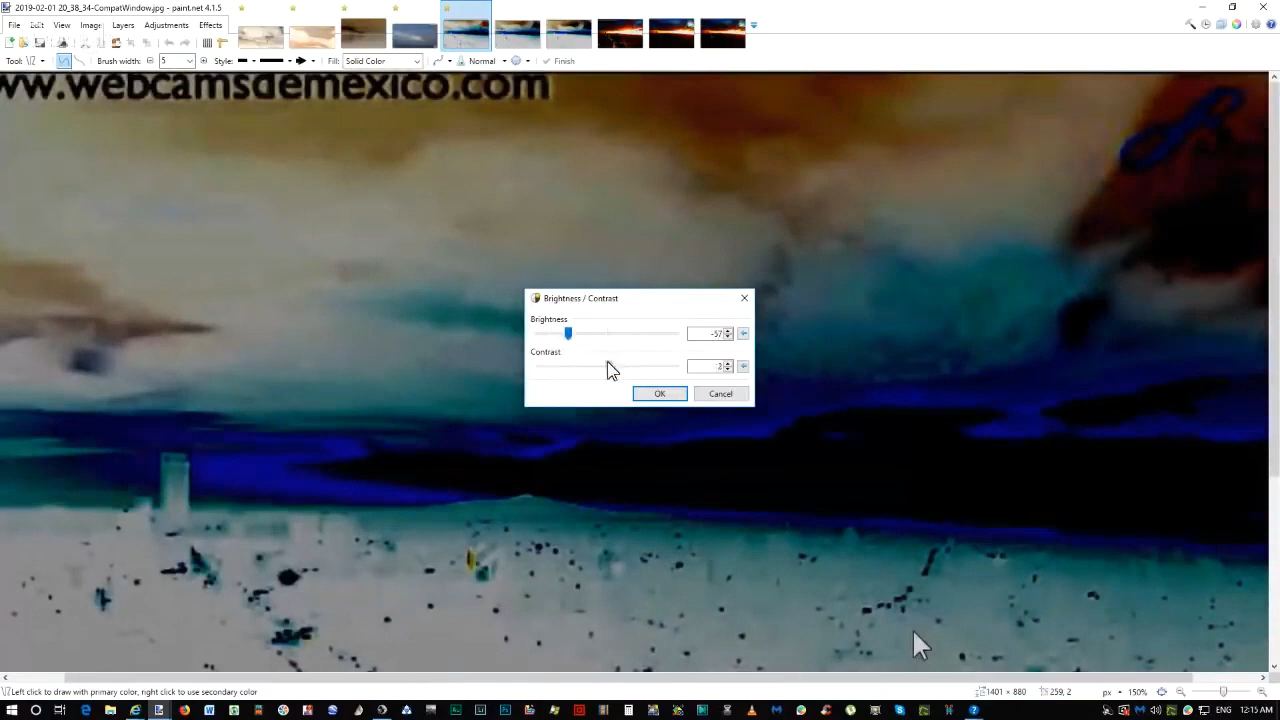 2019-02-01 20_38_34-CompatWindow.jpg - paint.net 4.1.5
File Edit View Image Layers Adjustments Effects
Tool: Brush width: 5 Style: Fill: Solid Color Normal Finish
ww.webcamsdemexico.com
Brightness / Contrast
Brightness
-57
Contrast
2
OK Cancel
Left click to draw with primary color, right click to use secondary color
1401 × 880
259, 2
px
150%
ENG
12:15 AM